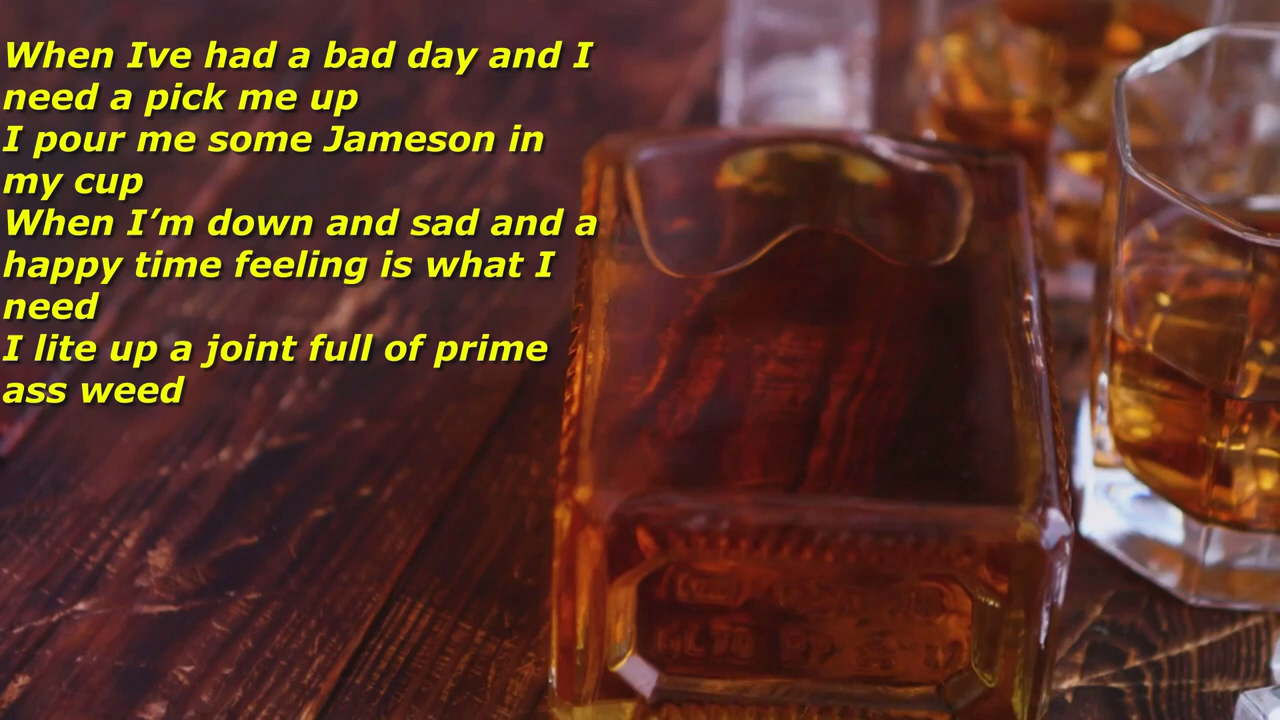 When Ive had a bad day and I
need a pick me up
I pour me some Jameson in
my cup
When I’m down and sad and a
happy time feeling is what I
need
I lite up a joint full of prime
ass weed